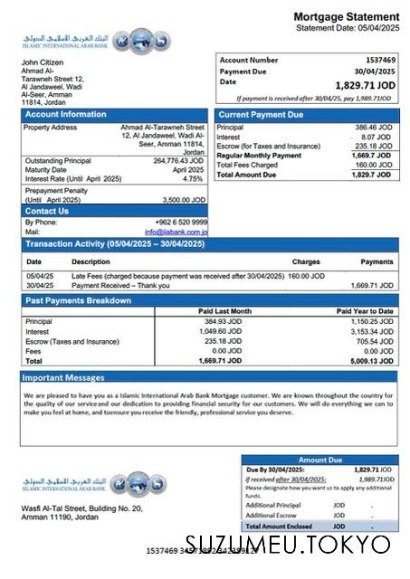 Mortgage Statement
Statement Date: 05/04/2025
البنك العربي الاسلامي الدولي
ISLAMIC INTERNATIONAL ARAB BANK
John Citizen
Ahmad Al-
Tarawneh Street 12,
Al Jandaweel, Wadi
Al-Seer, Amman
11814, Jordan
Account Number 1537469
Payment Due 30/04/2025
Date 1,829.71 JOD
If payment is received after 30/04/25, pay 1,989.71JOD
Account Information
Property Address Ahmad Al-Tarawneh Street
12, Al Jandaweel, Wadi Al-
Seer, Amman 11814,
Jordan
Outstanding Principal 264,776.43 JOD
Maturity Date April 2025
Interest Rate (Until April 2025) 4.75%
Prepayment Penalty
(Until April 2025) 3,500.00 JOD
Contact Us
By Phone: +962 6 520 9999
Mail: info@iiabank.com.jo
Current Payment Due
Principal 386.46 JOD
Interest 8.07 JOD
Escrow (for Taxes and Insurance) 235.18 JOD
Regular Monthly Payment 1,669.7 JOD
Total Fees Charged 160.00 JOD
Total Amount Due 1,829.7 JOD
Transaction Activity (05/04/2025 – 30/04/2025)
Date Description Charges Payments
05/04/25 Late Fees (charged because payment was received after 30/04/2025) 160.00 JOD
30/04/25 Payment Received – Thank you 1,669.71 JOD
Past Payments Breakdown
Paid Last Month Paid Year to Date
Principal 384.93 JOD 1,150.25 JOD
Interest 1,049.60 JOD 3,153.34 JOD
Escrow (Taxes and Insurance) 235.18 JOD 705.54 JOD
Fees 0.00 JOD 0.00 JOD
Total 1,669.71 JOD 5,009.13 JOD
Important Messages
We are pleased to have you as a Islamic International Arab Bank Mortgage customer. We are known throughout the country for
the quality of our service and our dedication to providing financial security for our customers. We will do everything we can to
make you feel at home, and to ensure you receive the friendly, professional service you deserve.
البنك العربي الاسلامي الدولي
ISLAMIC INTERNATIONAL ARAB BANK
Wasfi Al-Tal Street, Building No. 20,
Amman 11190, Jordan
Amount Due
Due By 30/04/2025: 1,829.71 JOD
If received after 30/04/2025: 1,989.71JOD
Please designate how you want us to apply any additional
funds.
Additional Principal JOD -
Additional Escrow JOD -
Total Amount Enclosed JOD -
SUZUMEU.TOKYO
1537469